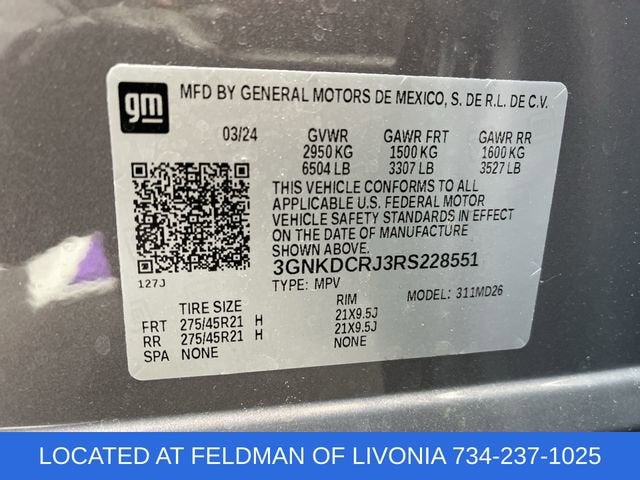 gm
MFD BY GENERAL MOTORS DE MEXICO, S. DE R.L. DE C.V.
03/24 GVWR GAWR FRT GAWR RR
2950 KG 1500 KG 1600 KG
6504 LB 3307 LB 3527 LB
THIS VEHICLE CONFORMS TO ALL
APPLICABLE U.S. FEDERAL MOTOR
VEHICLE SAFETY STANDARDS IN EFFECT
ON THE DATE OF MANUFACTURE
SHOWN ABOVE.
3GNKDCRJ3RS228551
127J TYPE: MPV MODEL: 311MD26
TIRE SIZE RIM
FRT 275/45R21 H 21X9.5J
RR 275/45R21 H 21X9.5J
SPA NONE NONE
LOCATED AT FELDMAN OF LIVONIA 734-237-1025